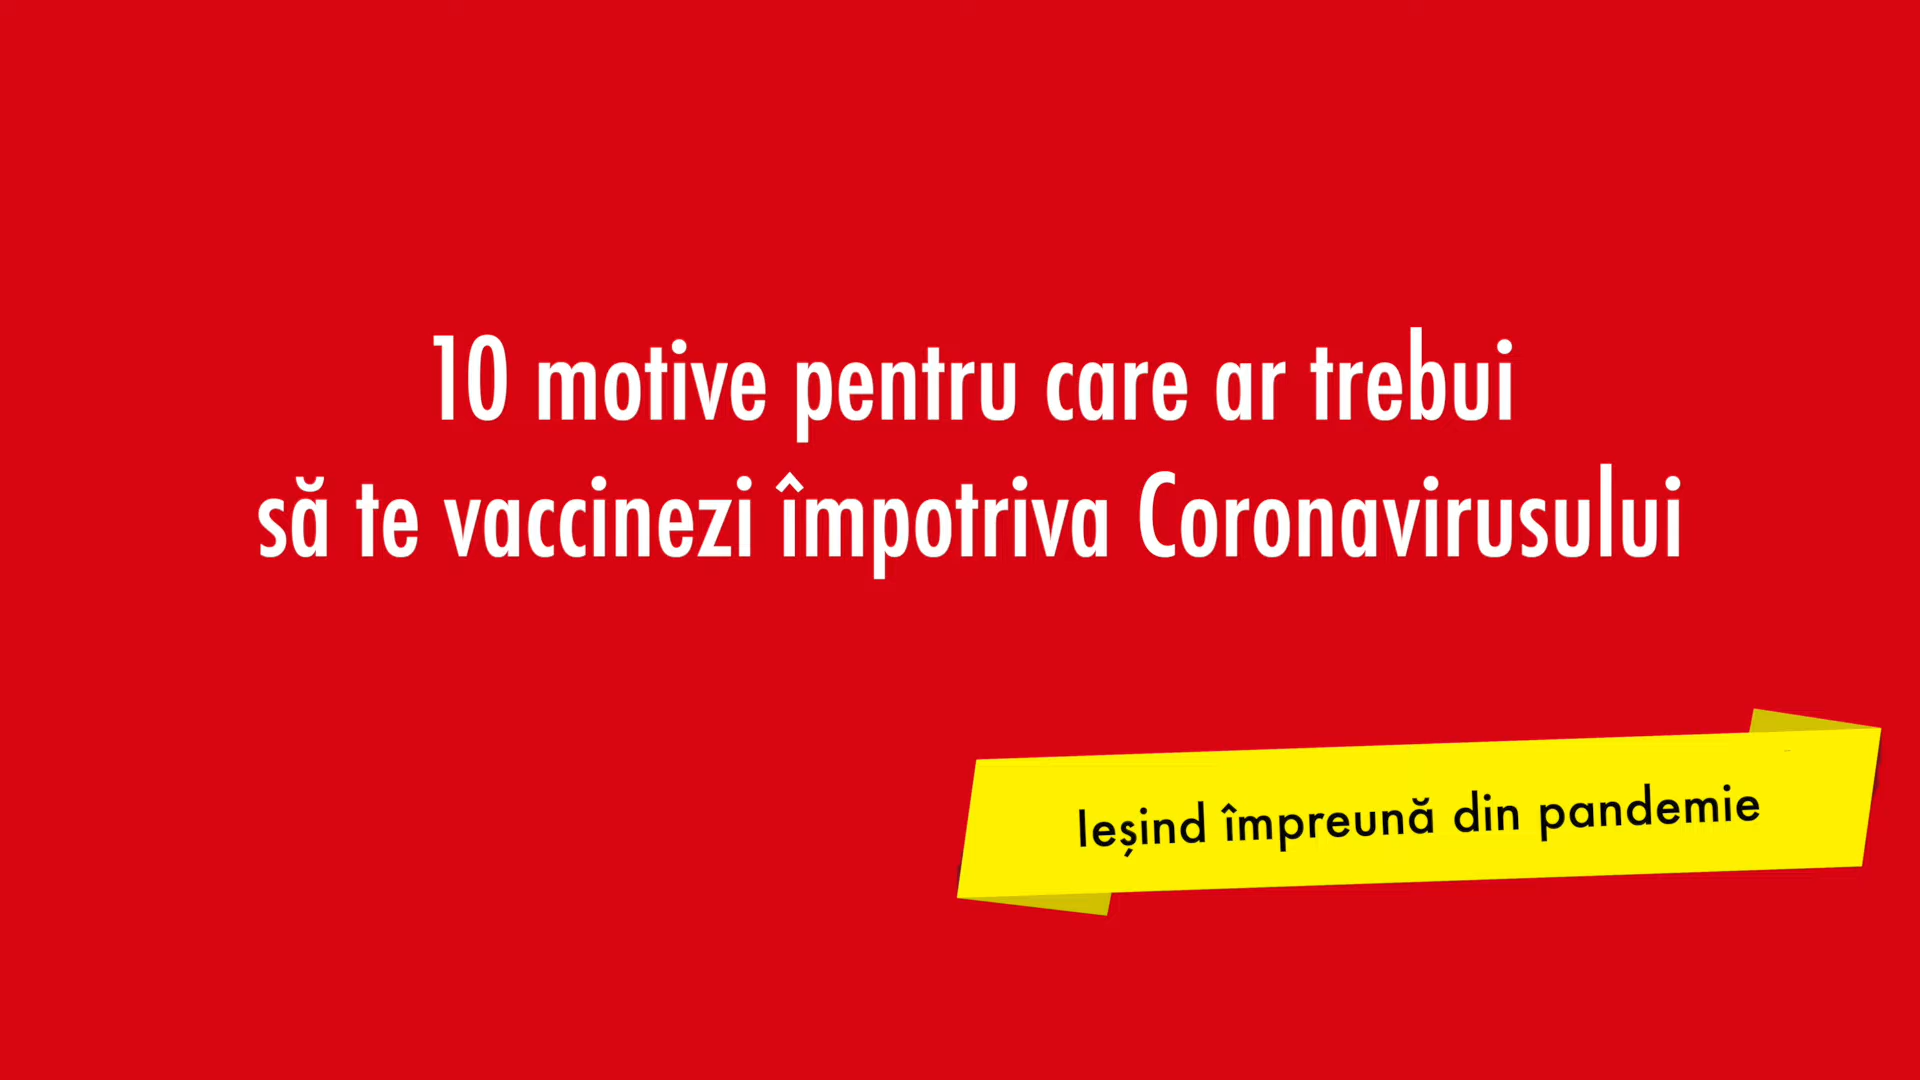 10 motive pentru care ar trebui
să te vaccinezi împotriva Coronavirusului
Ieșind împreună din pandemie